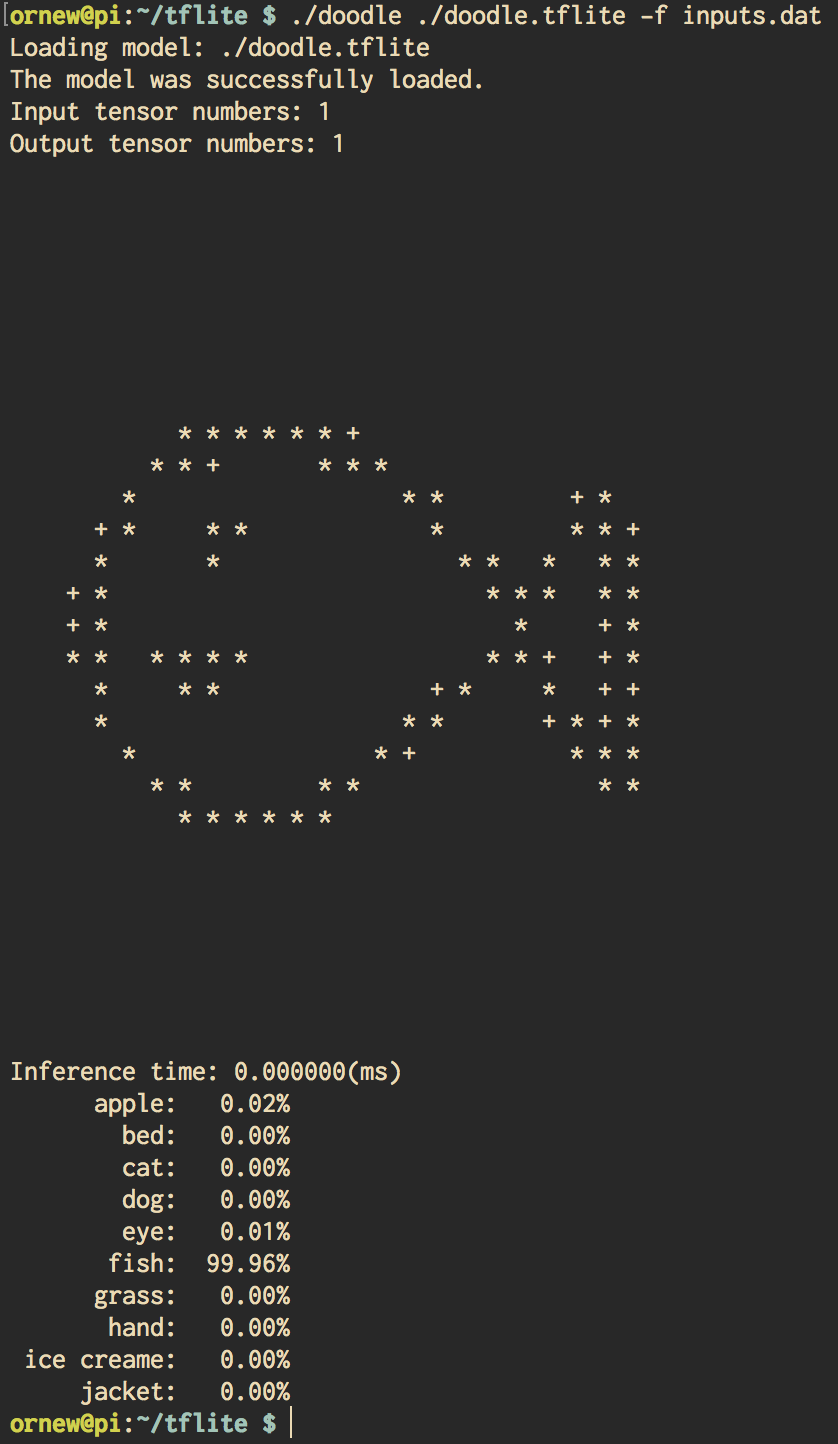 ornew@pi:~/tflite $ ./doodle ./doodle.tflite -f inputs.dat
Loading model: ./doodle.tflite
The model was successfully loaded.
Input tensor numbers: 1
Output tensor numbers: 1
            * * * * * * +
          * * +       * * *
        *                   * *         + *
      + *     * *             *         * * +
      *       *                 * *   *   * *
    + *                           * * *   * *
    + *                             *     + *
    * *   * * * *                 * * +   + *
      *     * *               + *     *   + +
      *                     * *       + * + *
        *                 * +           * * *
          * *         * *                 * *
            * * * * * *
Inference time: 0.000000(ms)
      apple:   0.02%
        bed:   0.00%
        cat:   0.00%
        dog:   0.00%
        eye:   0.01%
       fish:  99.96%
      grass:   0.00%
       hand:   0.00%
 ice creame:   0.00%
     jacket:   0.00%
ornew@pi:~/tflite $